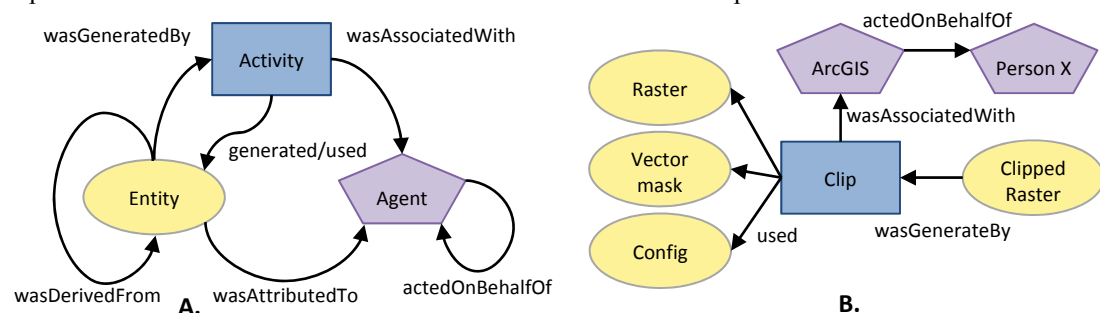 wasGeneratedBy
Activity
wasAssociatedWith
generated/used
Entity
Agent
wasDerivedFrom
wasAttributedTo
actedOnBehalfOf
A.
actedOnBehalfOf
ArcGIS
Person X
Raster
wasAssociatedWith
Vector
mask
Clip
Clipped
Raster
used
wasGenerateBy
Config
B.